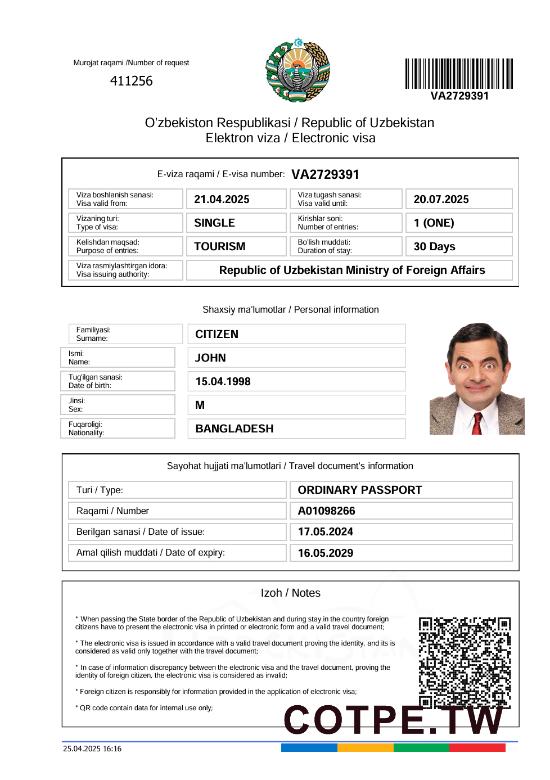 Murojat raqami /Number of request
411256
VA2729391
O'zbekiston Respublikasi / Republic of Uzbekistan
Elektron viza / Electronic visa
E-viza raqami / E-visa number: VA2729391
Viza boshlanish sanasi:
Visa valid from:
21.04.2025
Viza tugash sanasi:
Visa valid until:
20.07.2025
Vizaning turi:
Type of visa:
SINGLE
Kirishlar soni:
Number of entries:
1 (ONE)
Kelishdan maqsad:
Purpose of entries:
TOURISM
Bo'lish muddati:
Duration of stay:
30 Days
Viza rasmiylashtirgan idora:
Visa issuing authority:
Republic of Uzbekistan Ministry of Foreign Affairs
Shaxsiy ma'lumotlar / Personal information
Familiyasi:
Surname:
CITIZEN
Ismi:
Name:
JOHN
Tug'ilgan sanasi:
Date of birth:
15.04.1998
Jinsi:
Sex:
M
Fuqaroligi:
Nationality:
BANGLADESH
Sayohat hujjati ma'lumotlari / Travel document's information
Turi / Type:
ORDINARY PASSPORT
Raqami / Number
A01098266
Berilgan sanasi / Date of issue:
17.05.2024
Amal qilish muddati / Date of expiry:
16.05.2029
Izoh / Notes
* When passing the State border of the Republic of Uzbekistan and during stay in the country foreign
citizens have to present the electronic visa in printed or electronic form and a valid travel document;
* The electronic visa is issued in accordance with a valid travel document proving the identity, and its is
considered as valid only together with the travel document;
* In case of information discrepancy between the electronic visa and the travel document, proving the
identity of foreign citizen, the electronic visa is considered as invalid;
* Foreign citizen is responsibly for information provided in the application of electronic visa;
* QR code contain data for internal use only;
COTPE.TW
25.04.2025 16:16